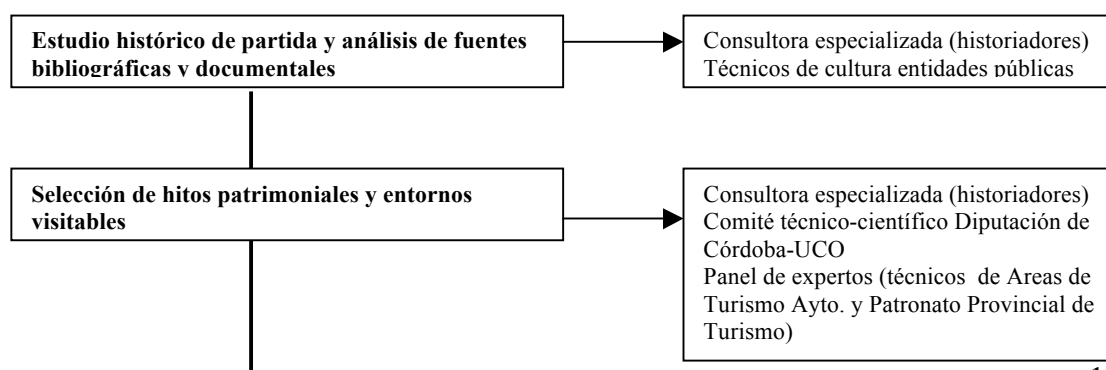 Estudio histórico de partida y análisis de fuentes
bibliográficas y documentales
Consultora especializada (historiadores)
Técnicos de cultura entidades públicas
Selección de hitos patrimoniales y entornos
visitables
Consultora especializada (historiadores)
Comité técnico-científico Diputación de
Córdoba-UCO
Panel de expertos (técnicos de Areas de
Turismo Ayto. y Patronato Provincial de
Turismo)